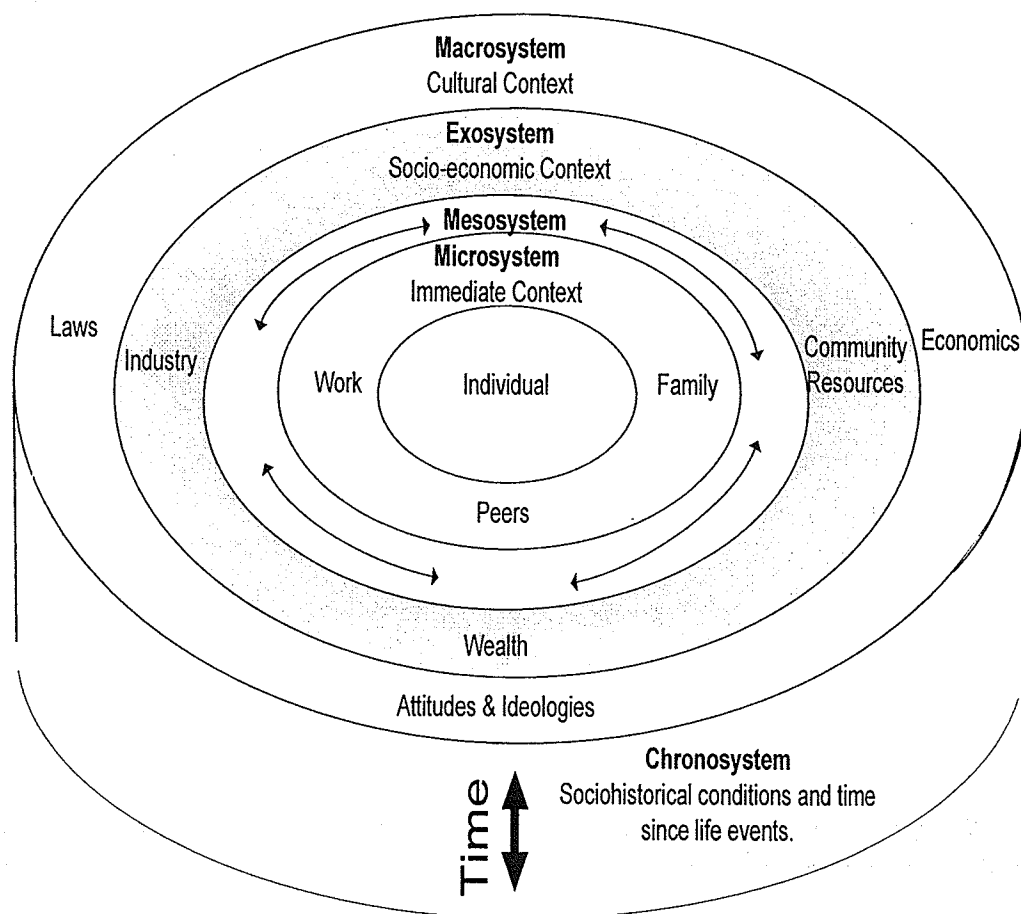 Macrosystem
Cultural Context
Exosystem
Socio-economic Context
Mesosystem
Microsystem
Immediate Context
Laws
Industry
Work
Individual
Family
Community
Resources
Economics
Peers
Wealth
Attitudes & Ideologies
Time
Chronosystem
Sociohistorical conditions and time
since life events.